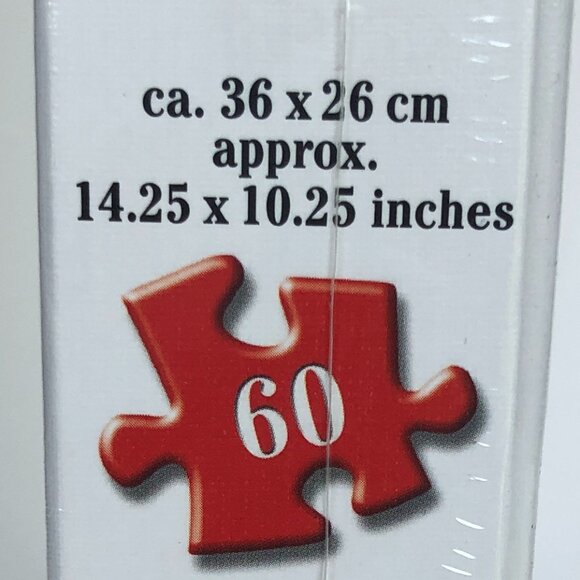 ca. 36 x 26 cm
approx.
14.25 x 10.25 inches
60